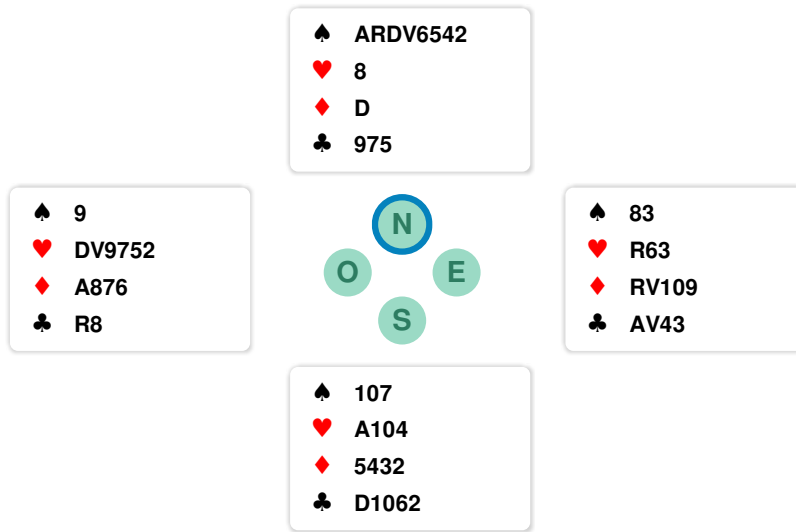 ♠ ARDV6542
♥ 8
♦ D
♣ 975
♠ 9
♥ DV9752
♦ A876
♣ R8
N
O E
S
♠ 83
♥ R63
♦ RV109
♣ AV43
♠ 107
♥ A104
♦ 5432
♣ D1062